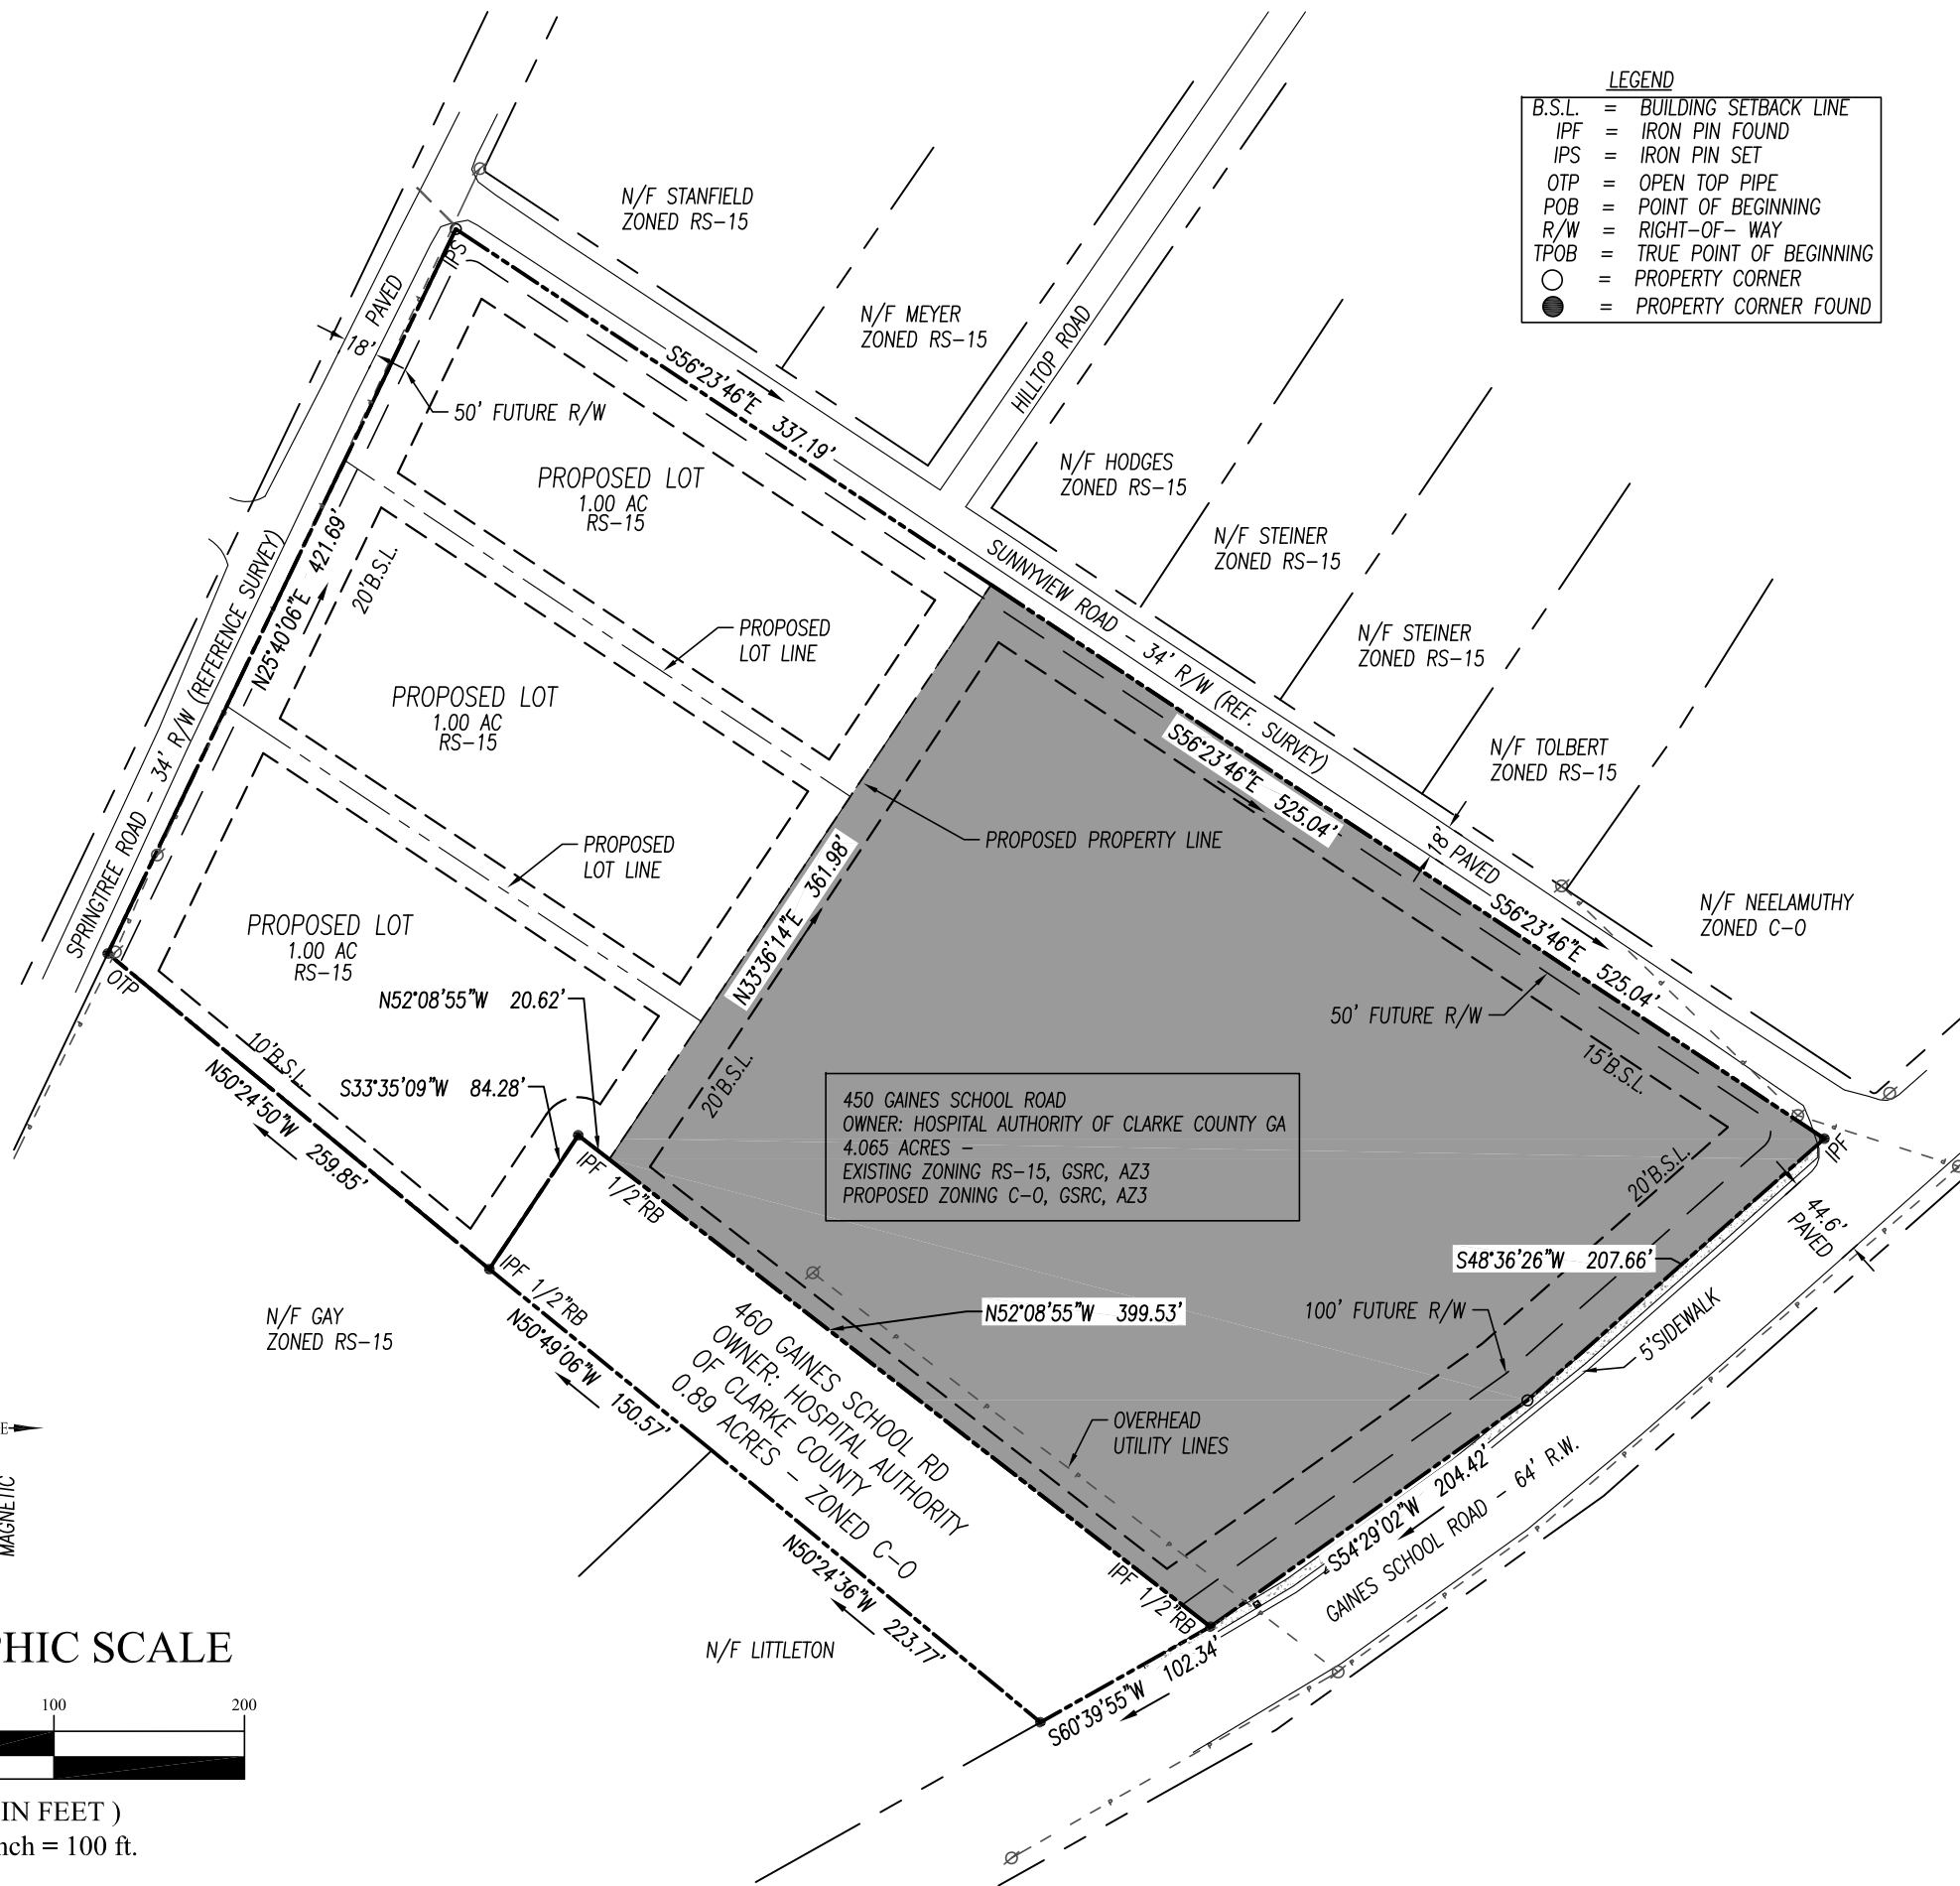 LEGEND
B.S.L. = BUILDING SETBACK LINE
IPF = IRON PIN FOUND
IPS = IRON PIN SET
OTP = OPEN TOP PIPE
POB = POINT OF BEGINNING
R/W = RIGHT-OF- WAY
TPOB = TRUE POINT OF BEGINNING
= PROPERTY CORNER
= PROPERTY CORNER FOUND
N/F STANFIELD
ZONED RS-15
N/F MEYER
ZONED RS-15
HILLTOP ROAD
N/F HODGES
ZONED RS-15
N/F STEINER
ZONED RS-15
N/F STEINER
ZONED RS-15
N/F TOLBERT
ZONED RS-15
N/F NEELAMUTHY
ZONED C-O
IPS
18' PAVED
50' FUTURE R/W
S56°23'46"E 337.19'
PROPOSED LOT
1.00 AC
RS-15
N25°40'06"E 421.69'
20'B.S.L.
SPRINGTREE ROAD - 34' R/W (REFERENCE SURVEY)
SUNNYVIEW ROAD - 34' R/W (REF. SURVEY)
PROPOSED
LOT LINE
PROPOSED LOT
1.00 AC
RS-15
PROPOSED
LOT LINE
PROPOSED LOT
1.00 AC
RS-15
OTP
10'B.S.L.
N50°24'50"W 259.85'
N52°08'55"W 20.62'
S33°35'09"W 84.28'
N33°36'14"E 361.98'
20'B.S.L.
PROPOSED PROPERTY LINE
S56°23'46"E 525.04'
18' PAVED
S56°23'46"E 525.04'
50' FUTURE R/W
15'B.S.L.
20'B.S.L.
IPF
44.6'
PAVED
450 GAINES SCHOOL ROAD
OWNER: HOSPITAL AUTHORITY OF CLARKE COUNTY GA
4.065 ACRES -
EXISTING ZONING RS-15, GSRC, AZ3
PROPOSED ZONING C-O, GSRC, AZ3
S48°36'26"W 207.66'
100' FUTURE R/W
5'SIDEWALK
N52°08'55"W 399.53'
OVERHEAD
UTILITY LINES
IPF 1/2"RB
IPF 1/2"RB
N/F GAY
ZONED RS-15
N50°49'06"W 150.57'
460 GAINES SCHOOL RD
OWNER: HOSPITAL AUTHORITY
OF CLARKE COUNTY
0.89 ACRES - ZONED C-O
N50°24'36"W 223.77'
IPF 1/2"RB
S54°29'02"W 204.42'
GAINES SCHOOL ROAD - 64' R.W.
S60°39'55"W 102.34'
N/F LITTLETON
MAGNETIC
PHIC SCALE
100 200
IN FEET )
nch = 100 ft.